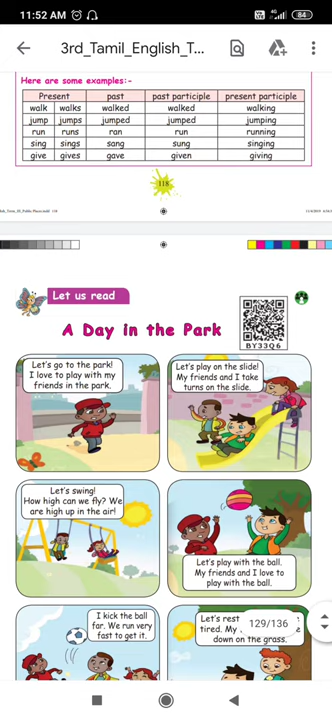 11:52 AM
84
3rd_Tamil_English_T...
Here are some examples:-
Present past past participle present participle
walk walks walked walked walking
jump jumps jumped jumped jumping
run runs ran run running
sing sings sang sung singing
give gives gave given giving
118
Let us read
A Day in the Park
BY33Q6
Let's go to the park!
I love to play with my
friends in the park.
Let's play on the slide!
My friends and I take
turns on the slide.
Let's swing!
How high can we fly? We
are high up in the air!
Let's play with the ball.
My friends and I love to
play with the ball.
I kick the ball
far. We run very
fast to get it.
Let's rest
tired. My
down on the grass.
129/136